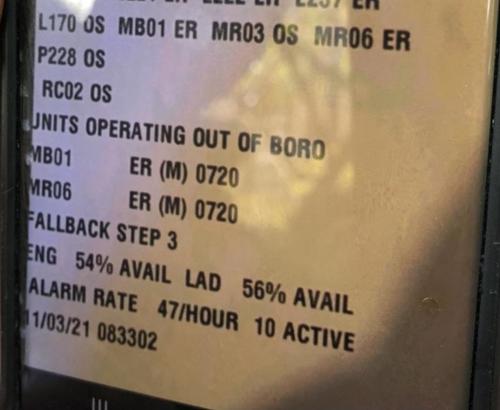 L170 OS MB01 ER MR03 OS MR06 ER
P228 OS
RC02 OS
UNITS OPERATING OUT OF BORO
MB01 ER (M) 0720
MR06 ER (M) 0720
FALLBACK STEP 3
ENG 54% AVAIL LAD 56% AVAIL
ALARM RATE 47/HOUR 10 ACTIVE
11/03/21 083302